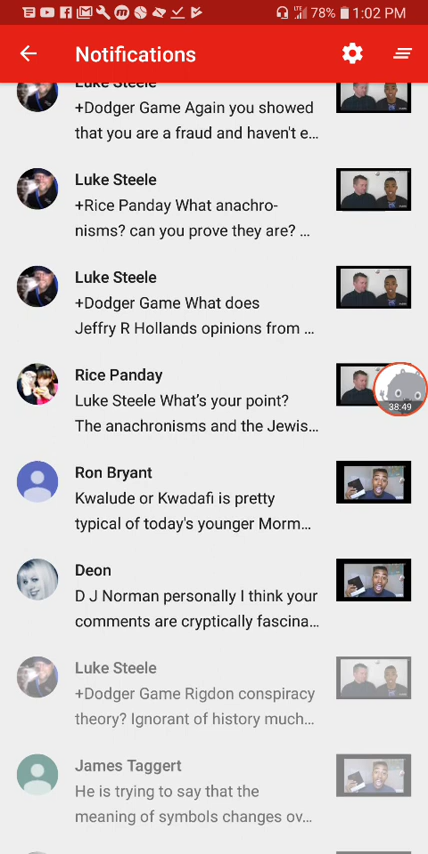 LTE 78% 1:02 PM
Notifications
Luke Steele
+Dodger Game Again you showed
that you are a fraud and haven't e...
Luke Steele
+Rice Panday What anachro-
nisms? can you prove they are? ...
Luke Steele
+Dodger Game What does
Jeffry R Hollands opinions from ...
Rice Panday
Luke Steele What's your point?
The anachronisms and the Jewis...
38:49
Ron Bryant
Kwalude or Kwadafi is pretty
typical of today's younger Morm...
Deon
D J Norman personally I think your
comments are cryptically fascina...
Luke Steele
+Dodger Game Rigdon conspiracy
theory? Ignorant of history much...
James Taggert
He is trying to say that the
meaning of symbols changes ov...